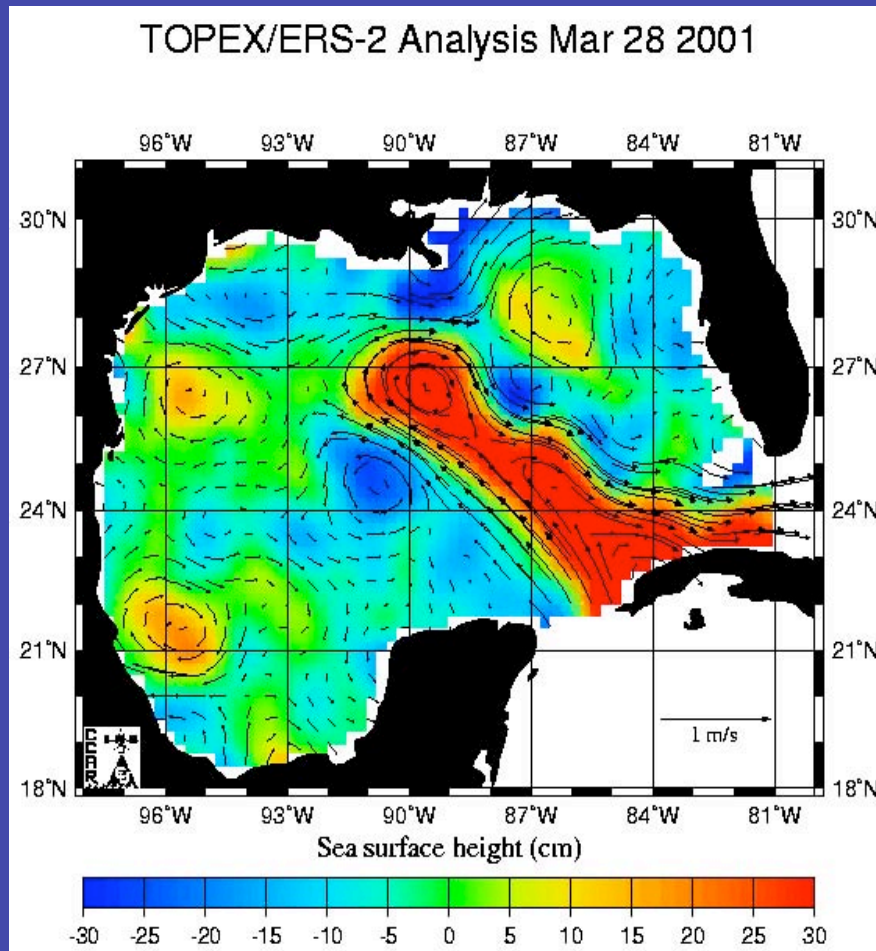 TOPEX/ERS-2 Analysis Mar 28 2001
96°W 93°W 90°W 87°W 84°W 81°W
30°N 30°N
27°N 27°N
24°N 24°N
21°N 21°N
1 m/s
CCAR
18°N 18°N
96°W 93°W 90°W 87°W 84°W 81°W
Sea surface height (cm)
-30 -25 -20 -15 -10 -5 0 5 10 15 20 25 30